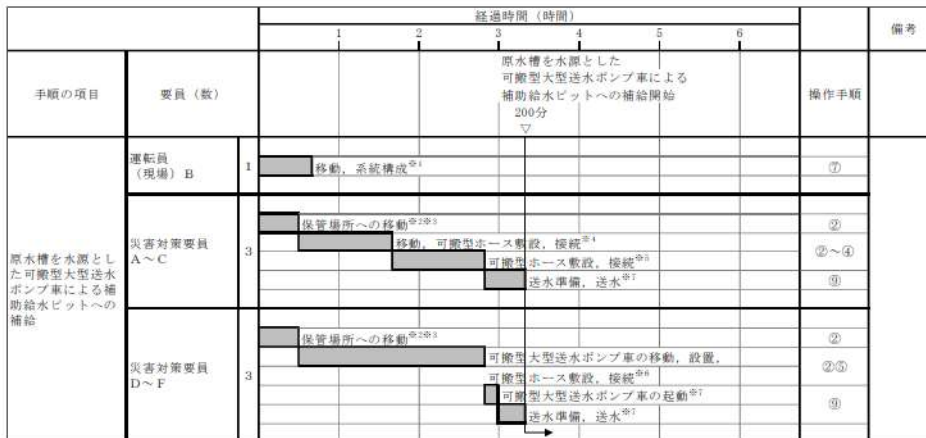 経過時間（時間）
備考
1 2 3 4 5 6
手順の項目
要員（数）
原水槽を水源とした
可搬型大型送水ポンプ車による
補助給水ピットへの補給開始
200分
▽
操作手順
原水槽を水源とし
た可搬型大型送水
ポンプ車による補
助給水ピットへの
補給
運転員
（現場）B
1
移動，系統構成※1
⑦
災害対策要員
A～C
3
保管場所への移動※2※3
②
移動，可搬型ホース敷設，接続※4
②～④
可搬型ホース敷設，接続※5
送水準備，送水※7
⑨
災害対策要員
D～F
3
保管場所への移動※2※3
②
可搬型大型送水ポンプ車の移動，設置，
可搬型ホース敷設，接続※6
②⑤
可搬型大型送水ポンプ車の起動※7
送水準備，送水※7
⑨